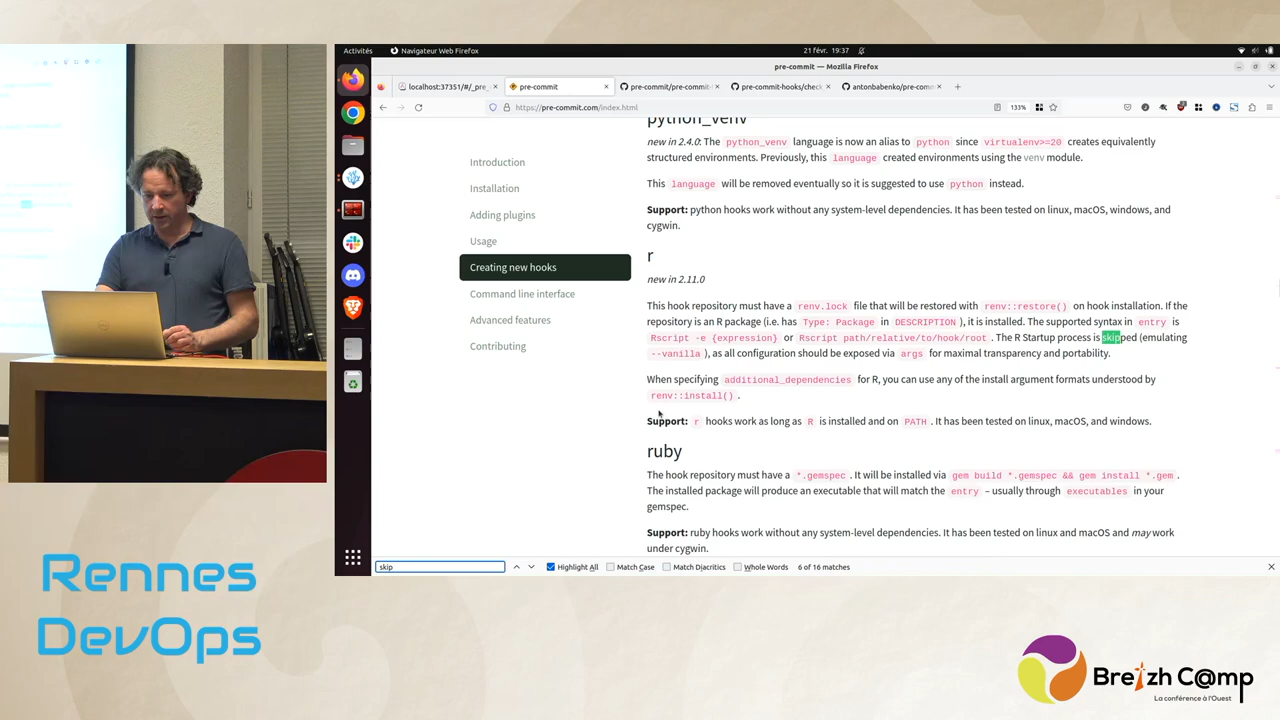 Activités
Navigateur Web Firefox
21 févr. 19:37
pre-commit — Mozilla Firefox
localhost:37351/#/_pre_
pre-commit
pre-commit/pre-commit-
pre-commit-hooks/check
antonbabenko/pre-comm
https://pre-commit.com/index.html
133%
Introduction
Installation
Adding plugins
Usage
Creating new hooks
Command line interface
Advanced features
Contributing
python_venv
new in 2.4.0: The python_venv language is now an alias to python since virtualenv>=20 creates equivalently
structured environments. Previously, this language created environments using the venv module.
This language will be removed eventually so it is suggested to use python instead.
Support: python hooks work without any system-level dependencies. It has been tested on linux, macOS, windows, and
cygwin.
r
new in 2.11.0
This hook repository must have a renv.lock file that will be restored with renv::restore() on hook installation. If the
repository is an R package (i.e. has Type: Package in DESCRIPTION ), it is installed. The supported syntax in entry is
Rscript -e {expression} or Rscript path/relative/to/hook/root . The R Startup process is skipped (emulating
--vanilla ), as all configuration should be exposed via args for maximal transparency and portability.
When specifying additional_dependencies for R, you can use any of the install argument formats understood by
renv::install() .
Support: r hooks work as long as R is installed and on PATH . It has been tested on linux, macOS, and windows.
ruby
The hook repository must have a *.gemspec . It will be installed via gem build *.gemspec && gem install *.gem .
The installed package will produce an executable that will match the entry – usually through executables in your
gemspec.
Support: ruby hooks work without any system-level dependencies. It has been tested on linux and macOS and may work
under cygwin.
skip
Highlight All
Match Case
Match Diacritics
Whole Words
6 of 16 matches
Rennes
DevOps
Breizh C@mp
La conférence à l'Ouest